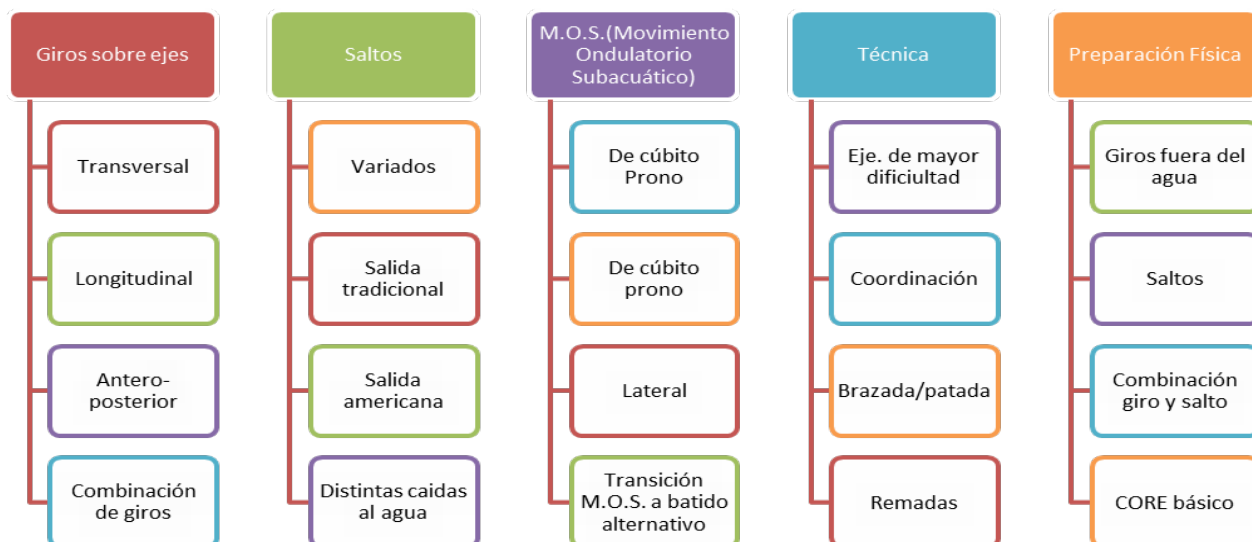 Giros sobre ejes
Transversal
Longitudinal
Antero-
posterior
Combinación
de giros
Saltos
Variados
Salida
tradicional
Salida
americana
Distintas caidas
al agua
M.O.S.(Movimiento
Ondulatorio
Subacuático)
De cúbito
Prono
De cúbito
prono
Lateral
Transición
M.O.S. a batido
alternativo
Técnica
Eje. de mayor
dificiultad
Coordinación
Brazada/patada
Remadas
Preparación Física
Giros fuera del
agua
Saltos
Combinación
giro y salto
CORE básico